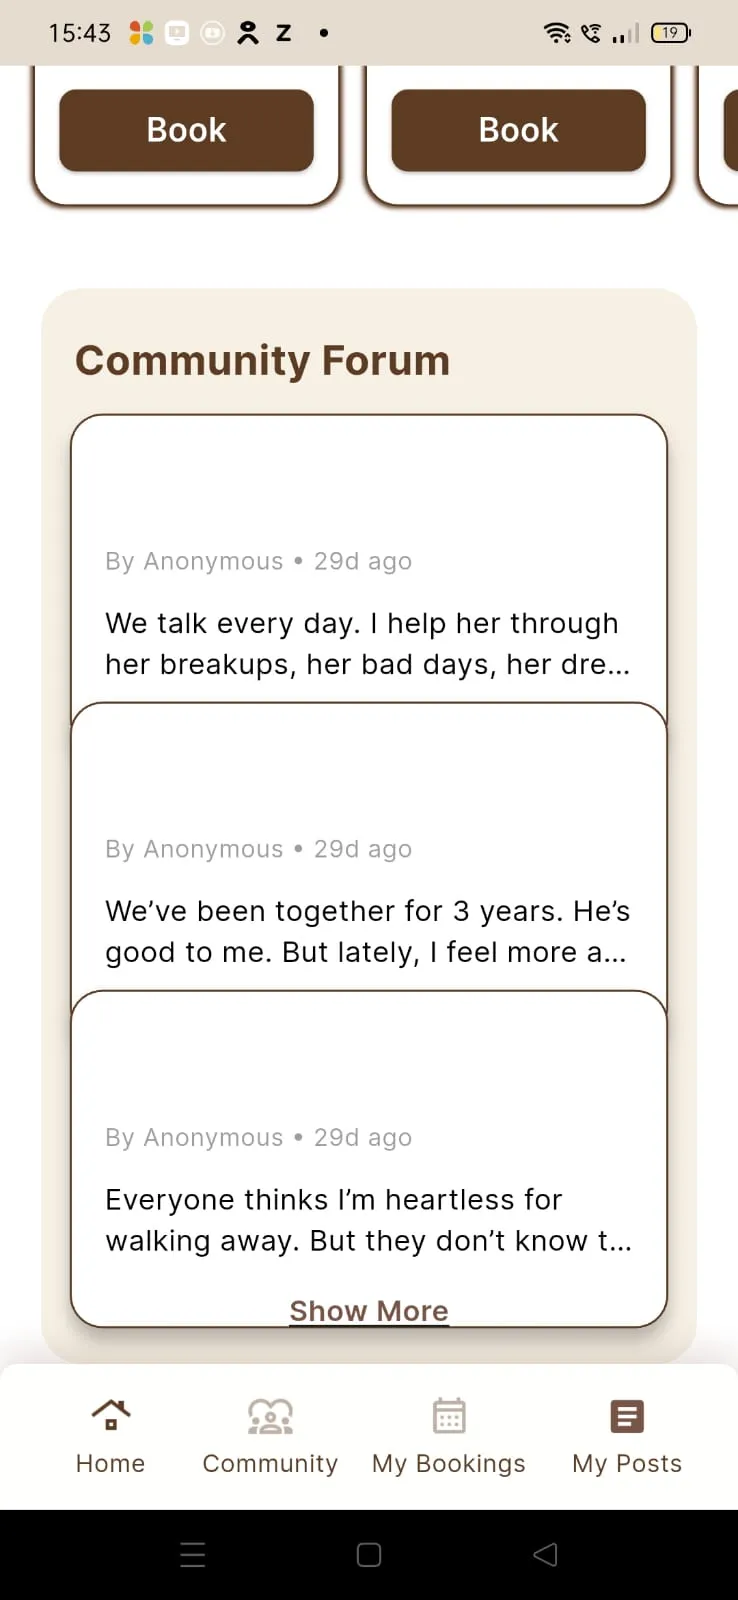 15:43 Z 19
Book Book
Community Forum
By Anonymous • 29d ago
We talk every day. I help her through
her breakups, her bad days, her dre...
By Anonymous • 29d ago
We’ve been together for 3 years. He’s
good to me. But lately, I feel more a...
By Anonymous • 29d ago
Everyone thinks I’m heartless for
walking away. But they don’t know t...
Show More
Home Community My Bookings My Posts